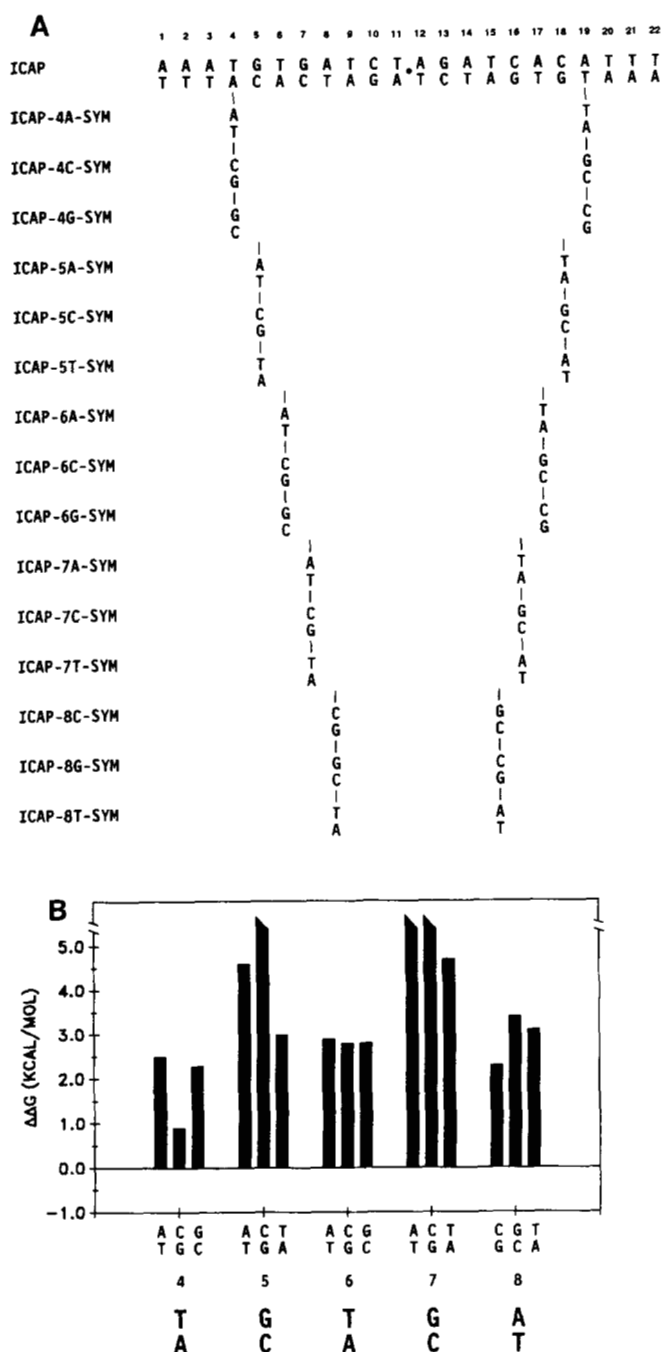 A
1 2 3 4 5 6 7 8 9 10 11 12 13 14 15 16 17 18 19 20 21 22
ICAP A A A T G T G A T C T • A G A T C A C A T T T
T T T A C A C T A G A T C T A G T G T A A A
ICAP-4A-SYM A T
T A
ICAP-4C-SYM C G
G C
ICAP-4G-SYM G C
C G
ICAP-5A-SYM A T
T A
ICAP-5C-SYM C G
G C
ICAP-5T-SYM T A
A T
ICAP-6A-SYM A T
T A
ICAP-6C-SYM C G
G C
ICAP-6G-SYM G C
C G
ICAP-7A-SYM A T
T A
ICAP-7C-SYM C G
G C
ICAP-7T-SYM T A
A T
ICAP-8C-SYM C G
G C
ICAP-8G-SYM G C
C G
ICAP-8T-SYM T A
A T
B
ΔΔG (KCAL/MOL)
5.0
4.0
3.0
2.0
1.0
0.0
-1.0
A C G A C T A C G A C T C G T
T G C T G A T G C T G A G C A
4 5 6 7 8
T G T G A
A C A C T